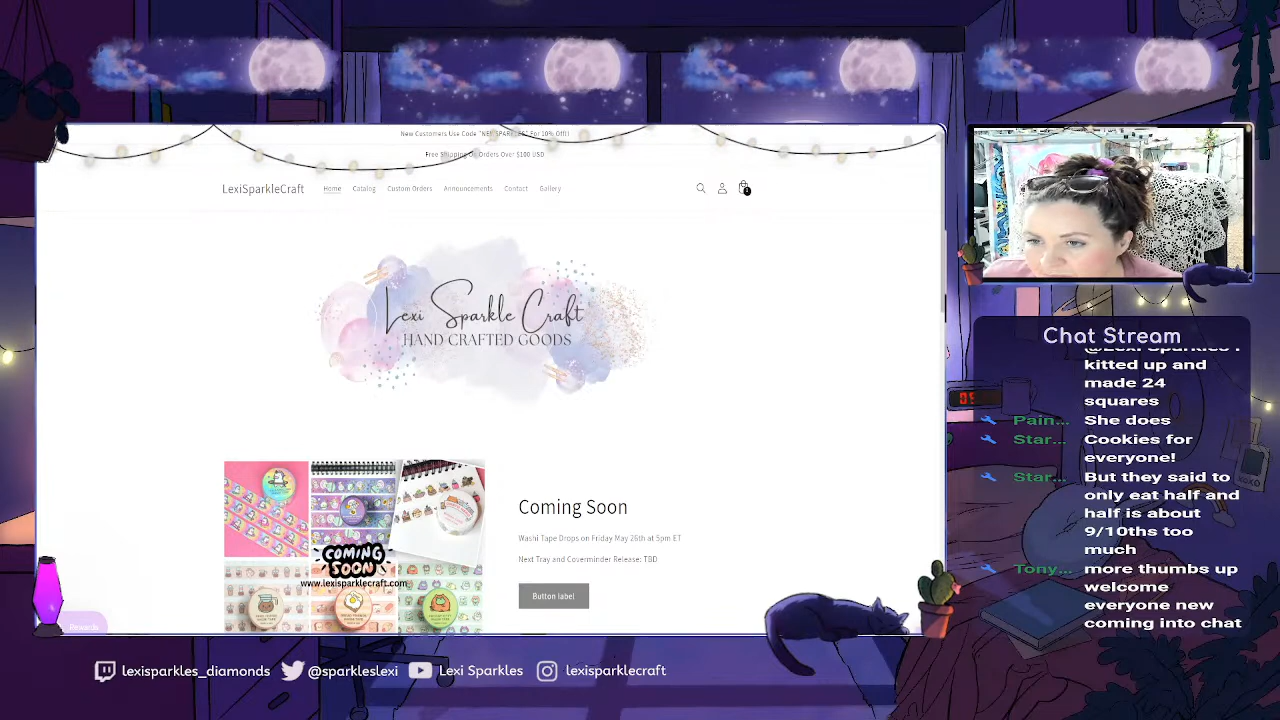 New Customers Use Code "NEWSPARKLES" For 10% Off!!
Free Shipping On Orders Over $100 USD
LexiSparkleCraft Home Catalog Custom Orders Announcements Contact Gallery
Lexi Sparkle Craft
HAND CRAFTED GOODS
COMING
SOON
www.lexisparklecraft.com
Coming Soon
Washi Tape Drops on Friday May 26th at 5pm ET
Next Tray and Coverminder Release: TBD
Button label
Rewards
Chat Stream
kitted up and
made 24
squares
Pain... She does
Star... Cookies for
everyone!
Star... But they said to
only eat half and
half is about
9/10ths too
much
Tony... more thumbs up
welcome
everyone new
coming into chat
lexisparkles_diamonds @sparkleslexi Lexi Sparkles lexisparklecraft